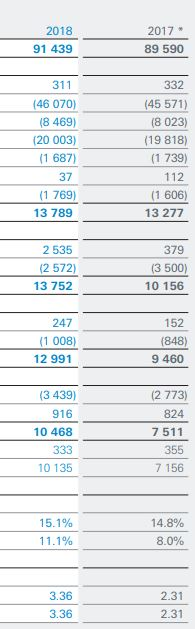 2018 2017 *
91 439 89 590
311 332
(46 070) (45 571)
(8 469) (8 023)
(20 003) (19 818)
(1 687) (1 739)
37 112
(1 769) (1 606)
13 789 13 277
2 535 379
(2 572) (3 500)
13 752 10 156
247 152
(1 008) (848)
12 991 9 460
(3 439) (2 773)
916 824
10 468 7 511
333 355
10 135 7 156
15.1% 14.8%
11.1% 8.0%
3.36 2.31
3.36 2.31